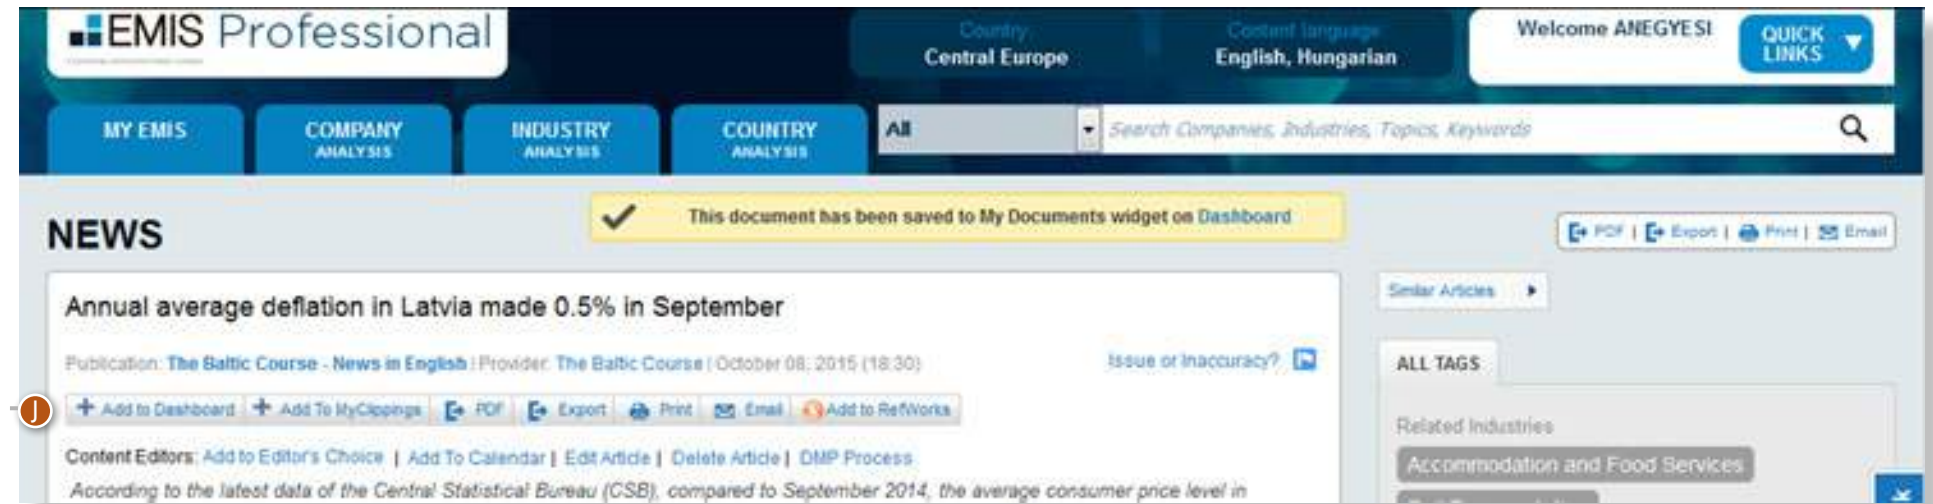 EMIS Professional
Country
Central Europe
Content language
English, Hungarian
Welcome ANEGYESI
QUICK LINKS
MY EMIS
COMPANY ANALYSIS
INDUSTRY ANALYSIS
COUNTRY ANALYSIS
All
Search Companies, Industries, Topics, Keywords
This document has been saved to My Documents widget on Dashboard
NEWS
PDF | Export | Print | Email
Annual average deflation in Latvia made 0.5% in September
Similar Articles
Publication: The Baltic Course - News in English | Provider: The Baltic Course | October 08, 2015 (18:30)
Issue or Inaccuracy?
ALL TAGS
J
Add to Dashboard Add To MyClippings PDF Export Print Email Add to RefWorks
Related Industries
Content Editors: Add to Editor's Choice | Add To Calendar | Edit Article | Delete Article | DMP Process
Accommodation and Food Services
According to the latest data of the Central Statistical Bureau (CSB), compared to September 2014, the average consumer price level in